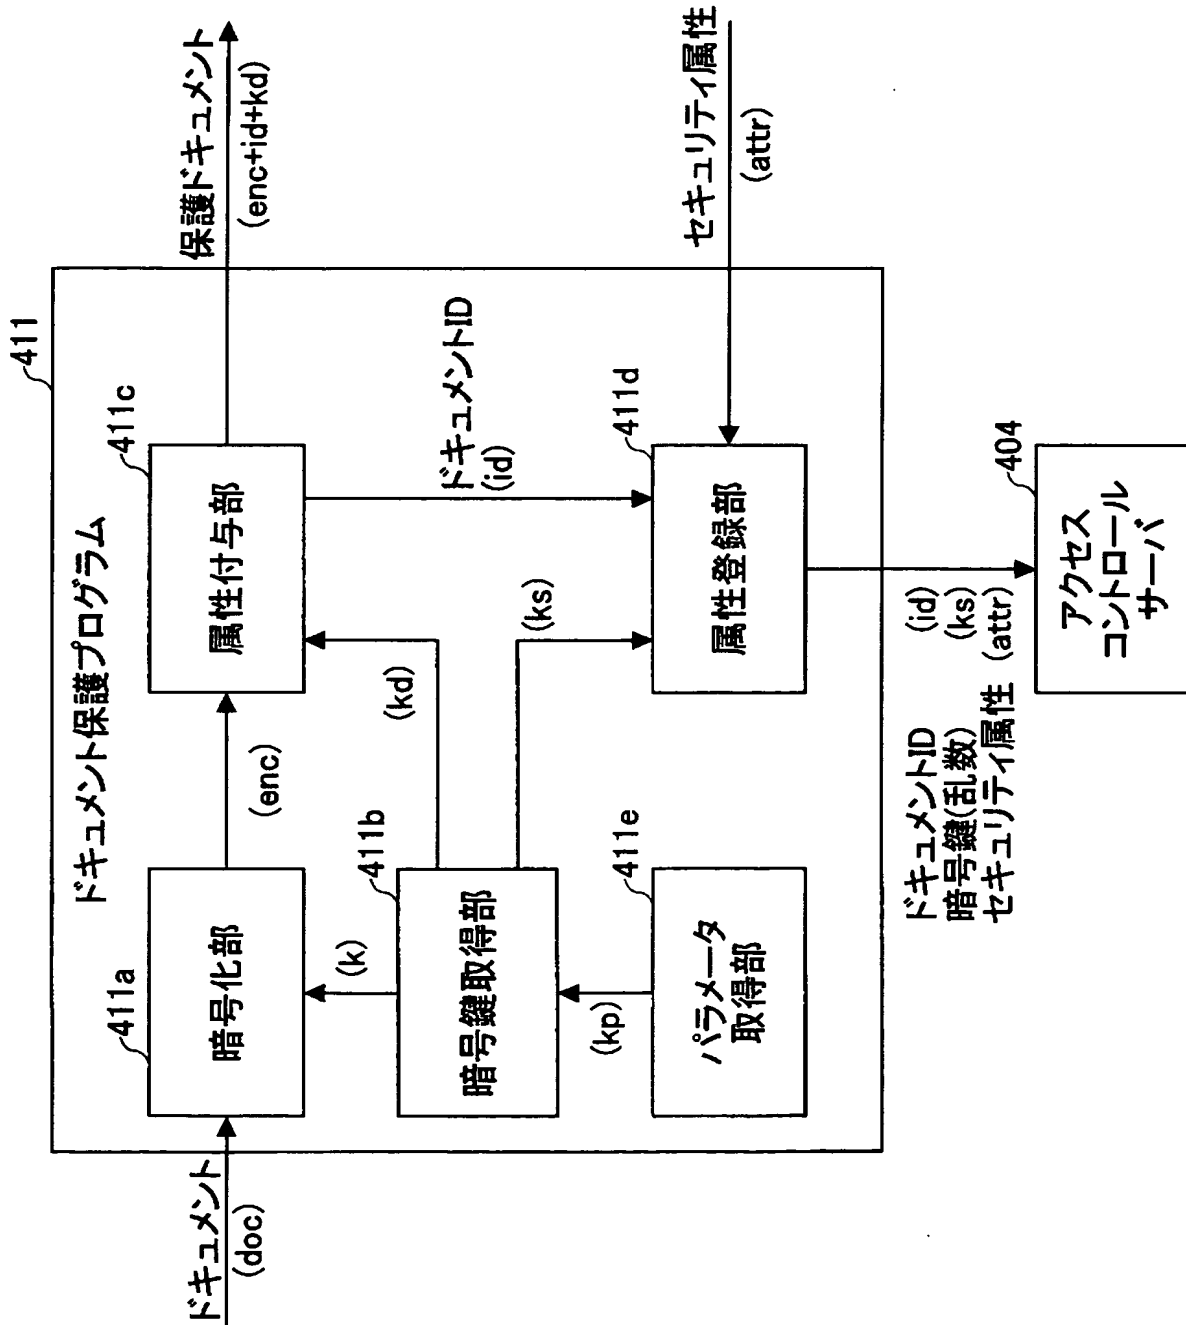 411
ドキュメント保護プログラム
ドキュメント
(doc)
411a
暗号化部
(enc)
411c
属性付与部
保護ドキュメント
(enc+id+kd)
(k)
411b
暗号鍵取得部
(kd)
(ks)
ドキュメントID
(id)
(kp)
411e
パラメータ
取得部
411d
属性登録部
セキュリティ属性
(attr)
ドキュメントID (id)
暗号鍵(乱数) (ks)
セキュリティ属性 (attr)
404
アクセス
コントロール
サーバ